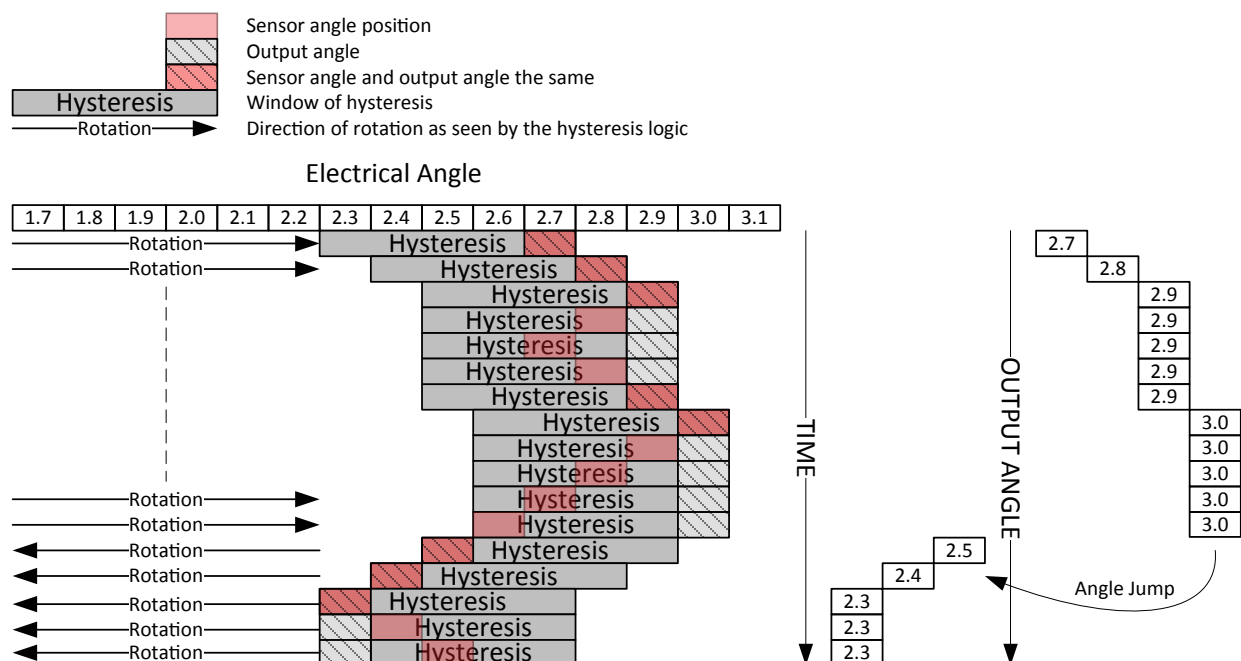 Sensor angle position
Output angle
Sensor angle and output angle the same
Hysteresis Window of hysteresis
Rotation Direction of rotation as seen by the hysteresis logic
Electrical Angle
1.7 1.8 1.9 2.0 2.1 2.2 2.3 2.4 2.5 2.6 2.7 2.8 2.9 3.0 3.1
Rotation Hysteresis 2.7
Rotation Hysteresis 2.8
Hysteresis 2.9
Hysteresis 2.9
Hysteresis 2.9
Hysteresis 2.9
Hysteresis 2.9
Hysteresis 3.0
Hysteresis 3.0
Hysteresis 3.0
Rotation Hysteresis 3.0
Rotation Hysteresis 3.0
Rotation Hysteresis 2.5
Rotation Hysteresis 2.4
Rotation Hysteresis 2.3
Rotation Hysteresis 2.3
Rotation Hysteresis 2.3
TIME
OUTPUT ANGLE
Angle Jump